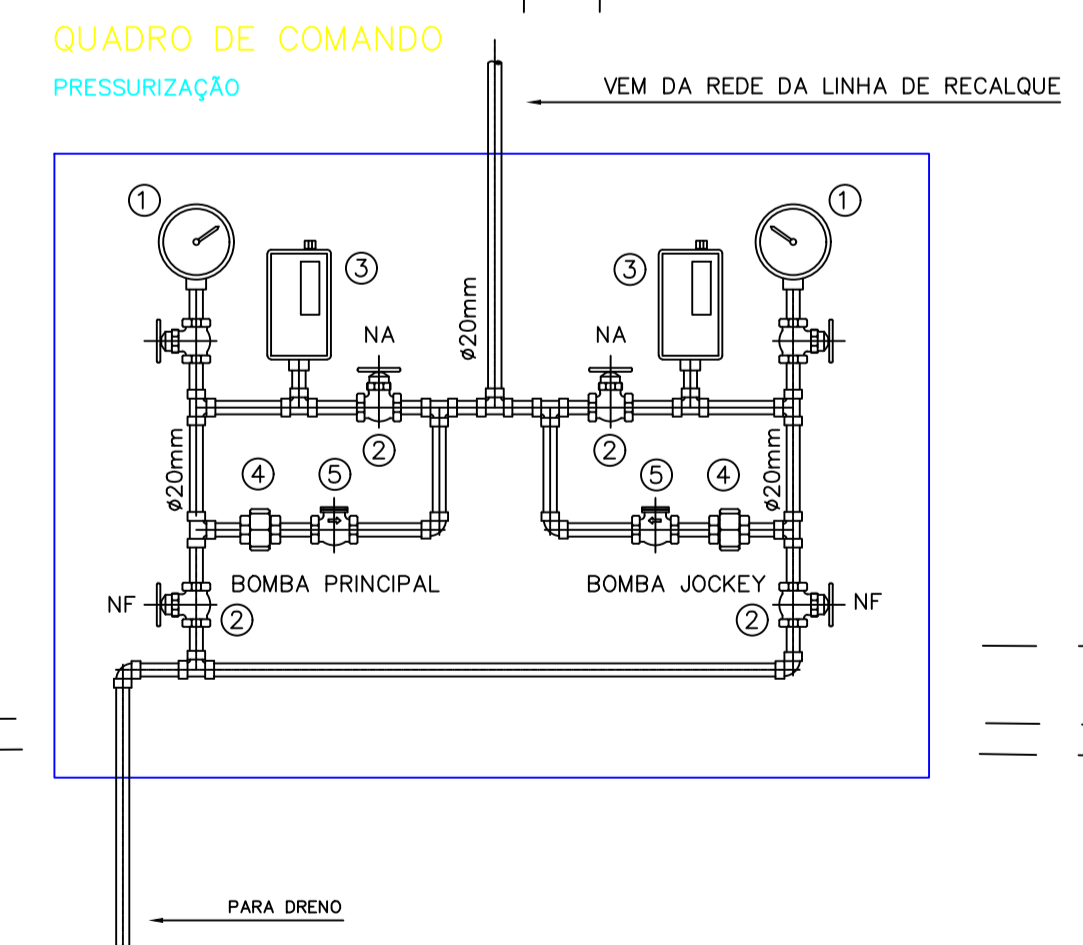 QUADRO DE COMANDO
PRESSURIZAÇÃO
VEM DA REDE DA LINHA DE RECALQUE
1
1
3
3
NA
NA
ø20mm
2
2
ø20mm
ø20mm
4
5
5
4
BOMBA PRINCIPAL
BOMBA JOCKEY
NF
2
2
NF
PARA DRENO